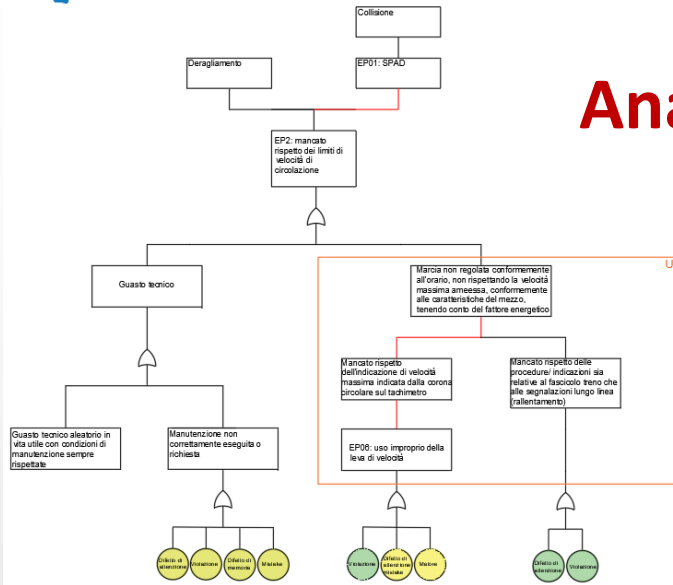 Collisione
Deragliamento
EP01: SPAD
Ana
EP2: mancato
rispetto dei limiti di
velocità di
circolazione
U
Guasto tecnico
Marcia non regolata conformemente
all'orario, non rispettando la velocità
massima ameessa, conformemente
alle caratteristiche del mezzo,
tenendo conto del fattore energetico
Mancato rispetto
dell'indicazione di velocità
massima indicata dalla corona
circolare sul tachimetro
Mancato rispetto delle
procedure/ indicazioni sia
relative al fascicolo treno che
alle segnalazioni lungo linea
(rallentamento)
Guasto tecnico aleatorio in
vita utile con condizioni di
manutenzione sempre
rispettate
Manutenzione non
correttamente eseguita o
richiesta
EP06: uso improprio della
leva di velocità
Difetto di
attenzione
Violazione
Difetto di
memoria
Mistake
Violazione
Difetto di
attenzione
mistake
Malore
Difetto di
attenzione
Violazione